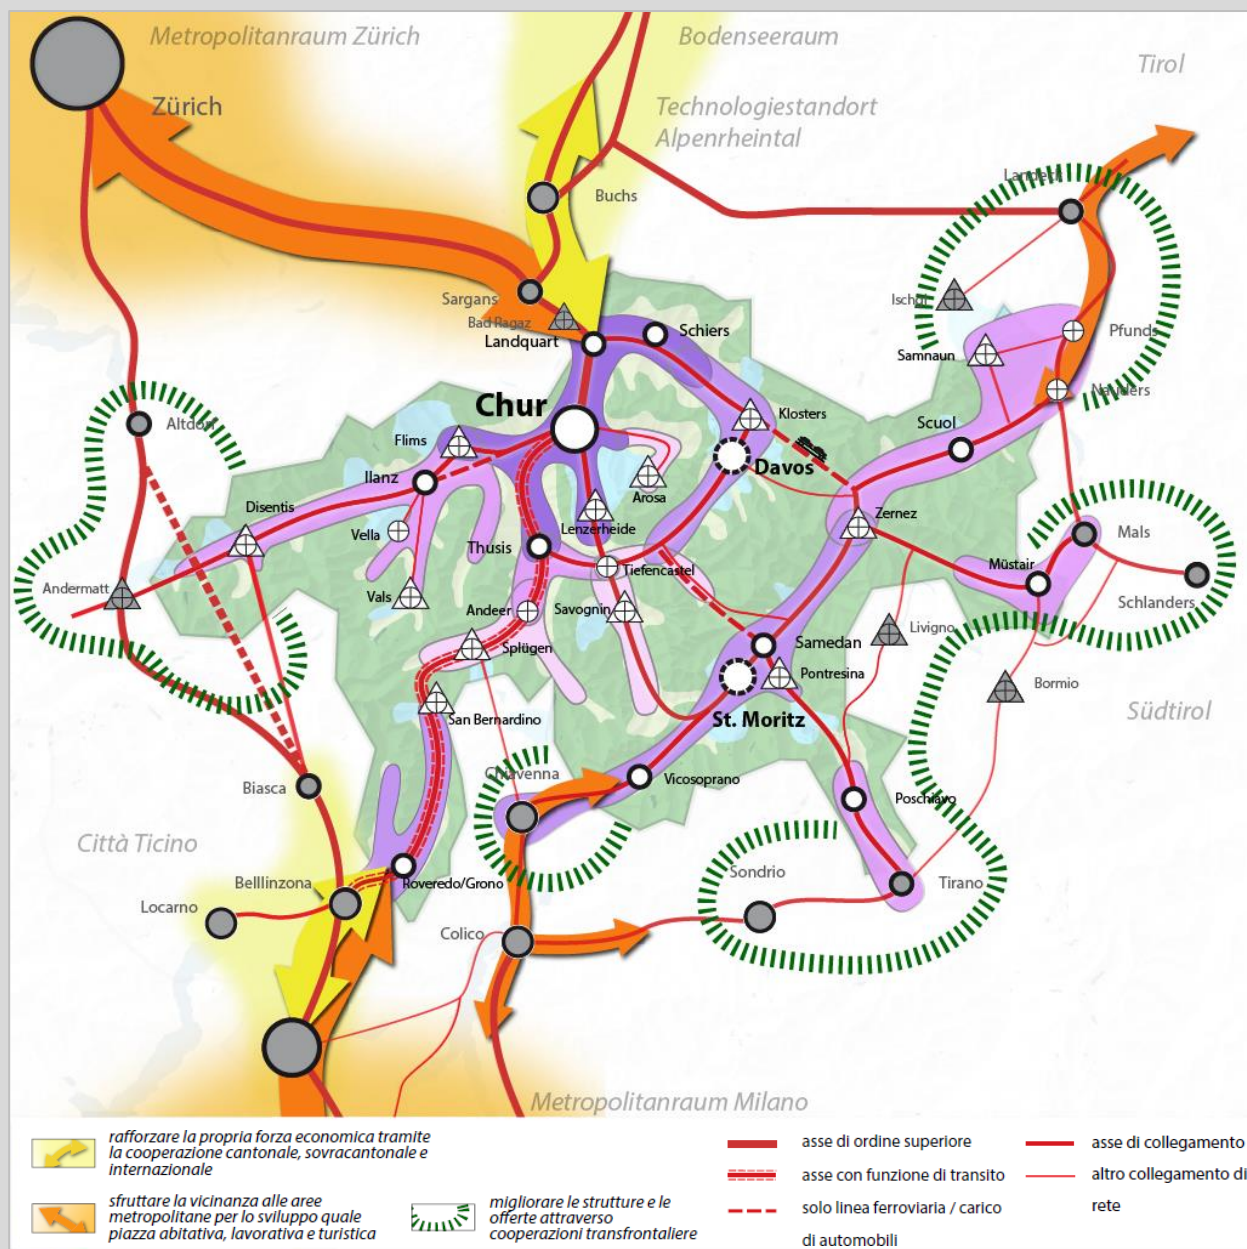 Metropolitanraum Zürich
Bodenseeraum
Tirol
Zürich
Technologiestandort
Alpenrheintal
Landeck
Buchs
Sargans
Ischgl
Bad Ragaz
Landquart
Schiers
Pfunds
Samnaun
Nauders
Chur
Klosters
Altdorf
Flims
Scuol
Davos
Ilanz
Arosa
Disentis
Zernez
Vella
Lenzerheide
Mals
Thusis
Tiefencastel
Müstair
Andermatt
Vals
Andeer
Savognin
Schlanders
Livigno
Samedan
Splügen
Pontresina
Bormio
San Bernardino
St. Moritz
Südtirol
Chiavenna
Vicosoprano
Biasca
Poschiavo
Città Ticino
Belllinzona
Roveredo/Grono
Sondrio
Tirano
Locarno
Colico
Metropolitanraum Milano
rafforzare la propria forza economica tramite
la cooperazione cantonale, sovracantonale e
internazionale
sfruttare la vicinanza alle aree
metropolitane per lo sviluppo quale
piazza abitativa, lavorativa e turistica
migliorare le strutture e le
offerte attraverso
cooperazioni transfrontaliere
asse di ordine superiore
asse con funzione di transito
solo linea ferroviaria / carico
di automobili
asse di collegamento
altro collegamento di
rete